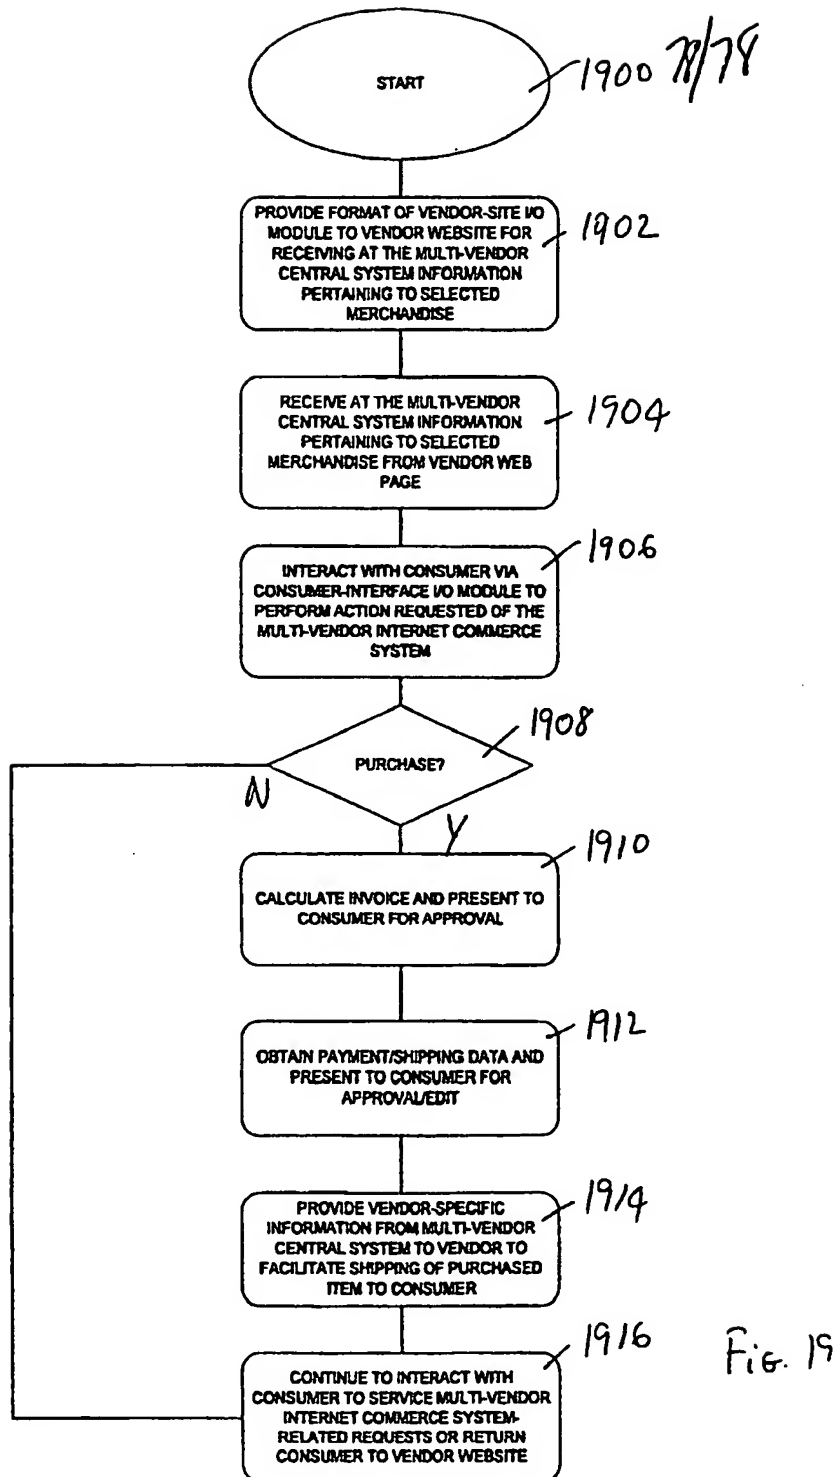 START
1900 78/78
PROVIDE FORMAT OF VENDOR-SITE I/O
MODULE TO VENDOR WEBSITE FOR
RECEIVING AT THE MULTI-VENDOR
CENTRAL SYSTEM INFORMATION
PERTAINING TO SELECTED
MERCHANDISE
1902
RECEIVE AT THE MULTI-VENDOR
CENTRAL SYSTEM INFORMATION
PERTAINING TO SELECTED
MERCHANDISE FROM VENDOR WEB
PAGE
1904
INTERACT WITH CONSUMER VIA
CONSUMER-INTERFACE I/O MODULE TO
PERFORM ACTION REQUESTED OF THE
MULTI-VENDOR INTERNET COMMERCE
SYSTEM
1906
PURCHASE?
1908
N
Y
CALCULATE INVOICE AND PRESENT TO
CONSUMER FOR APPROVAL
1910
OBTAIN PAYMENT/SHIPPING DATA AND
PRESENT TO CONSUMER FOR
APPROVAL/EDIT
1912
PROVIDE VENDOR-SPECIFIC
INFORMATION FROM MULTI-VENDOR
CENTRAL SYSTEM TO VENDOR TO
FACILITATE SHIPPING OF PURCHASED
ITEM TO CONSUMER
1914
CONTINUE TO INTERACT WITH
CONSUMER TO SERVICE MULTI-VENDOR
INTERNET COMMERCE SYSTEM-
RELATED REQUESTS OR RETURN
CONSUMER TO VENDOR WEBSITE
1916
FiG. 19